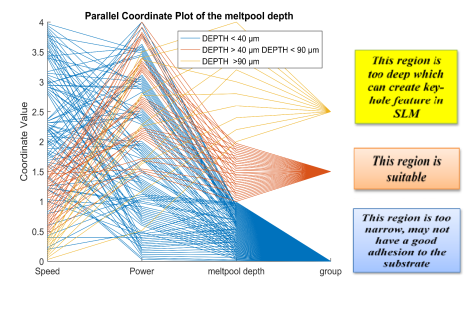 Parallel Coordinate Plot of the meltpool depth
DEPTH < 40 µm
DEPTH > 40 µm DEPTH < 90 µm
DEPTH >90 µm
Coordinate Value
4
3.5
3
2.5
2
1.5
1
0.5
0
Speed
Power
meltpool depth
group
This region is
too deep which
can create key-
hole feature in
SLM
This region is
suitable
This region is too
narrow, may not
have a good
adhesion to the
substrate